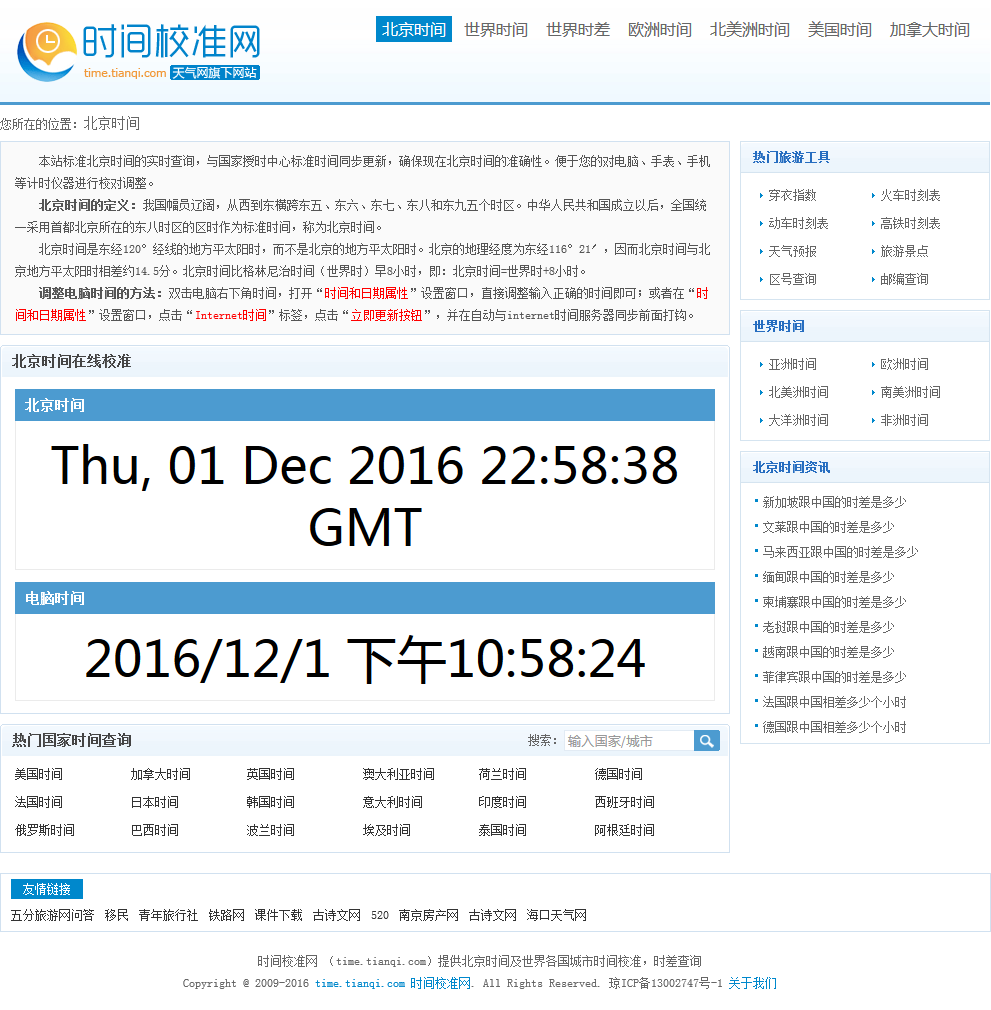 时间校准网
time.tianqi.com 天气网旗下网站
北京时间 世界时间 世界时差 欧洲时间 北美洲时间 美国时间 加拿大时间
您所在的位置：北京时间
本站标准北京时间的实时查询，与国家授时中心标准时间同步更新，确保现在北京时间的准确性。便于您的对电脑、手表、手机
等计时仪器进行校对调整。
北京时间的定义：我国幅员辽阔，从西到东横跨东五、东六、东七、东八和东九五个时区。中华人民共和国成立以后，全国统
一采用首都北京所在的东八时区的区时作为标准时间，称为北京时间。
北京时间是东经120°经线的地方平太阳时，而不是北京的地方平太阳时。北京的地理经度为东经116°21′，因而北京时间与北
京地方平太阳时相差约14.5分。北京时间比格林尼治时间（世界时）早8小时，即：北京时间=世界时+8小时。
调整电脑时间的方法：双击电脑右下角时间，打开“时间和日期属性”设置窗口，直接调整输入正确的时间即可；或者在“时
间和日期属性”设置窗口，点击“Internet时间”标签，点击“立即更新按钮”，并在自动与internet时间服务器同步前面打钩。
北京时间在线校准
北京时间
Thu, 01 Dec 2016 22:58:38
GMT
电脑时间
2016/12/1 下午10:58:24
热门国家时间查询 搜索： 输入国家/城市
美国时间 加拿大时间 英国时间 澳大利亚时间 荷兰时间 德国时间
法国时间 日本时间 韩国时间 意大利时间 印度时间 西班牙时间
俄罗斯时间 巴西时间 波兰时间 埃及时间 泰国时间 阿根廷时间
热门旅游工具
穿衣指数 火车时刻表
动车时刻表 高铁时刻表
天气预报 旅游景点
区号查询 邮编查询
世界时间
亚洲时间 欧洲时间
北美洲时间 南美洲时间
大洋洲时间 非洲时间
北京时间资讯
新加坡跟中国的时差是多少
文莱跟中国的时差是多少
马来西亚跟中国的时差是多少
缅甸跟中国的时差是多少
柬埔寨跟中国的时差是多少
老挝跟中国的时差是多少
越南跟中国的时差是多少
菲律宾跟中国的时差是多少
法国跟中国相差多少个小时
德国跟中国相差多少个小时
友情链接
五分旅游网问答 移民 青年旅行社 铁路网 课件下载 古诗文网 520 南京房产网 古诗文网 海口天气网
时间校准网 （time.tianqi.com）提供北京时间及世界各国城市时间校准，时差查询
Copyright @ 2009-2016 time.tianqi.com 时间校准网. All Rights Reserved. 琼ICP备13002747号-1 关于我们